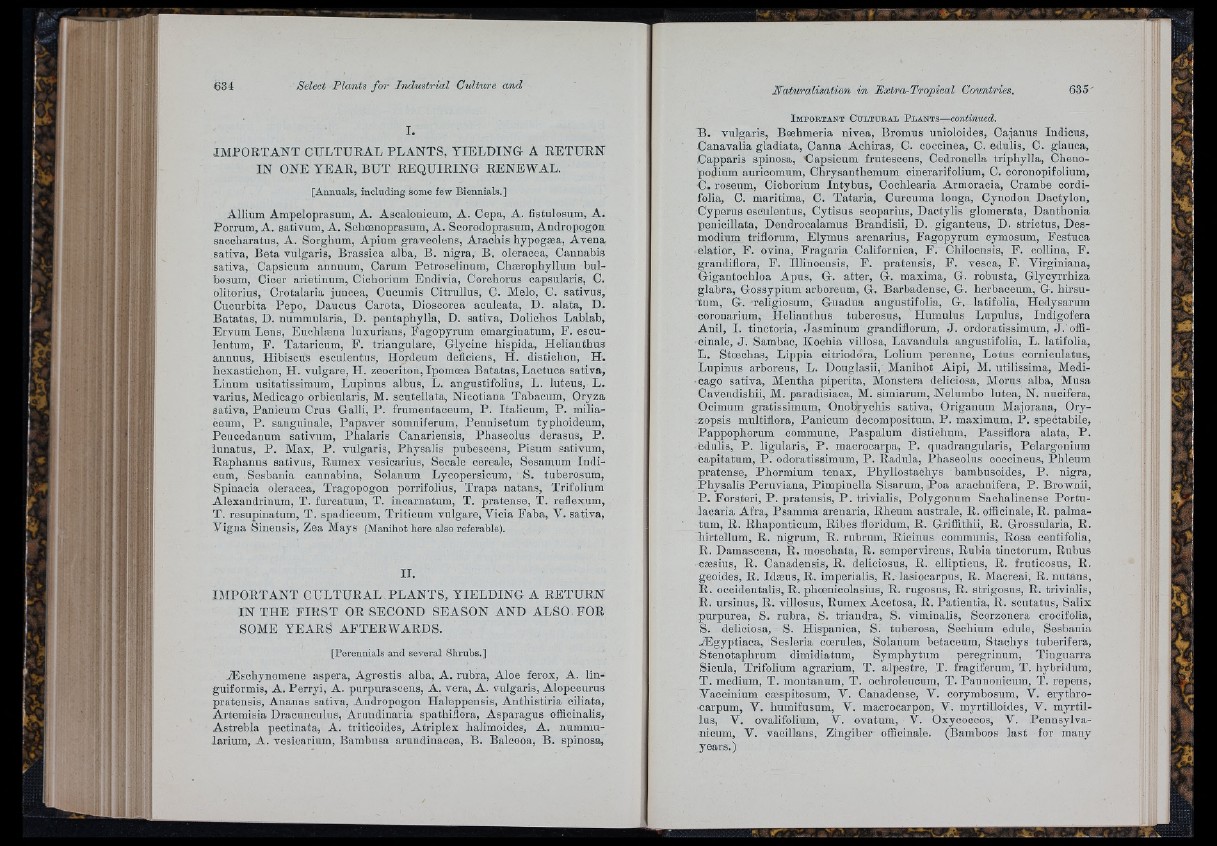 634 Select Plants for Industrial Culture and
I.
IMPORTANT CULTURAL PLANTS, YIELDING A RETURN
IN ONE YEAR, BUT REQUIRING RENEWAL.
[Annuals, including some few Biennials.]
Allium Ampeloprasum, A. Ascalonicum, A. Cepa, A. fistulosum, A.
Porrum, A. sativum, A. Schœnoprasum, A. Scorodoprasum, Andropogon
saccharatus, A. Sorghum, Apium graveolens, Arachis hypogæa, Avena
sativa, Beta vulgaris, Brassica alba, B. nigra, B. oleracea, Cannabis
sativa, Capsicum annuum, Carum Petroselinum, Chærophyllum bul-
bosum, Cicer arietinum, Cichorium Endivia, Corchorus capsularis, C.
olitorius, Crotalaria juncea, Cucumis Citrullus, C. Melo, C. sativus,
Cucurbita Pepo, Daucus Carota, Dioscorea aculeata, D. alata, D.
Batatas, D. nummularia, D. pentaphylla, D. sativa, Dolichos Lablab,
Ervum Lens, Euchlæna luxurians, Fagopyrum emarginatum, F. escu-
lentum, F. Tataricum, F. triangulare, Glycine hispida, Helianthus
annuus, Hibiscus esculentus, Hordeum deficiens, H. distichon, H.
hexastichon, H. vulgare, H. zeocriton, Ipomœa Batatas, Lactuca sativa,
Linum usitatissimum, Lupinus albus, L. angustifolius, L. luteus, L.
varius, Medicago orbicularis, M. scutellata, Nicotiana Tabacum, Oryza
sativa, Panicum Crus Galli, P. frumentaceum, P. Italicum, P. milia-
ceum, P. sanguinale, Papaver somniferum, Pennisetum typhoideum,
Peucedanum sativum, Phalaris Canariensis, Phaseolus derasus, P.
lunatus, P. Max, P. vulgaris, Physalis pubescens, Pisum sativum,
Raphanus sativus, Rumex vesicarius, Secale cereale, Sesamum Indi-
cum, Sesbania cannabina, Solanum Lycopersicum, S. tuberosum,
Spinacia oleracea, Tragopogon porrifolius, Trapa natans, Trifolium
Alexandrinum, T. furcatum, T. incarnatum, T. pratense, T. reflexum,
T. resupinatum, T. spadiceum, Triticum vulgare, Vicia Faba, V. sativa,
Vigna Sinensis, Zea Mays (Manihot here also referable).
II.
IMPORTANT CULTURAL PLANTS, YIELDING A RETURN
IN THE FIRST OR SECOND SEASON AND ALSO FOR
SOME YEARS AFTERWARDS.
[Perennials and several Shrubs.]
Æschynomene aspera, Agrestis alba, A. rubra, Aloe ferox, A. lin-
guiformis, A. Perryi, A. purpurascens, A. vera, A. vulgaris, Alopecurus
pratensis, Ananas sativa, Andropogon Haleppensis, Anthistiria ciliata,
Artemisia Dracunculus, Arundinaria spathiflora, Asparagus officinalis,
Astrebla pectinata, A. triticoides, Atriplex halimoides, A. nummu-
larium, A. vesicarium, Bambusa arundinacea, B. Balcooa, B. spinosa,
Naturalisation in Extra-Tropical Countries. 635
IMPORTANT CULTURAL PLANTS—continued.
B. vulgaris, Bœhmeria nivea, Bromus unioloides, Cajanus Indicus,
Canavalia gladiata, Canna Achiras, C. coccinea, C. edulis, C. glauca,
Capparis spinosa, Capsicum frutescens, Cedronella triphylla, Cheno-
podium auricomum, Chrysanthemum cinerarifolium, C. coronopifolium,
C. roseum, Cichorium Intybus, Cochlearia Armoracia, Crambe cordi-
folia, C. maritima, C. Tataria, Curcuma longa, Cynodon Dactylon,
Cyperus esculentus, Cytisus scoparius, Dactylis glomerata, Danthonia
penicillata, Dendrocalamus Brandisii, D. giganteus, D. strictus, Des-
modium triflorum, Elymus arenarius, Fagopyrum cymosum, Festuca
elatior, F. ovina, Fragaria Californica, F. Chiloensis, F. collina, F.
grandiflora, F. Illinoensis, F. pratensis, F. vesca, F. Virginiana,
Gigantochloa Apus, G. atter, G. maxima, G. robusta, Glycyrrhiza
glabra, Gossypium arboreum, G. Barbadense, G. herbaceum, G. hirsu-
tum, G. religiosum, Guadua angustifolia, G. latifolia, Hedysarum
coronarium, Helianthus tuberosus, Humulus Lupulus, Indigofera
Anil, I. tinctoria, Jasminum grandiflorum, J. ordoratissimum, J. offi-
cinale, J. Sambac, Kochia villosa, Lavandula angustifolia, L. latifolia,
L. Stœchas, Lippia citriodora, Lolium perenne, Lotus corniculatus,
Lupinus arboreus, L. Douglasii, Manihot Aipi, M. utilissima, Medi-
cago sativa, Mentha piperita, Monstera deliciosa, Morus alba, Musa
Cavendishii, M. paradisiaca, M. simiarum, Nelumbo lutea, N. nucifera,
Ocimum gratissimum, Onobrychis sativa, Origanum Majorana, Ory-
zopsis multiflora, Panicum decompositum, P. maximum, P. spectabile,
Pappophorum commune, Paspalum distichum, Passiflora alata, P.
edulis, P. ligularis, P. macrocarpa, P. quadrangularis, Pelargonium
capitatum, P. odoratissimum, P. Radula, Phaseolus coccineus, Phleum
pratense, Phormium tenax, Phyllostachys bambusoides, P. nigra,
Physalis Peruviana, Pimpinella Sisarum, Poa arachnifera, P. Brownii,
P. Forsteri, P. pratensis, P. trivialis, Polygonum Sachalinense Portu-
lacaria Afra, Psamma arenaria, Rheum australe, R. officinale, R. palma-
tum, R. Rhaponticum, Ribes floridum, R. Griffithii, R. Grossularia, R.
hirtellum, R. nigrum, R. rubrum, Ricinus communis, Rosa centifolia,
R. Damascena, R. moschata, R. sempervirens, Rubia tinctorum, Rubus
cæsius, R. Canadensis, R. deliciosus, R. ellipticus, R. fruticosus, R.
geoides, R. Idæus, R. imperialis, R. lasiocarpus, R. Macreai, R. nutans,
R. occidentalis, R. phœnicolasius, R. rugosus, R. strigosus, R. trivialis,
R. ursinus, R. villosus, Rumex Acetosa, R. Patientia, R. scutatus, Salix
purpurea, S. rubra, S. triandra, S. viminalis, Scorzonera crocifolia,
S. deliciosa, S. Hispanica, S. tuberosa, Sechium edule, Sesbania
Ægyptiaca, Sesleria cœrulea, Solanum betaceum, Stachys tuberifera,
Stenotaphrum dimidiatum, Symphytum peregrinum, Tinguarra
Sicula, Trifolium agrarium, T. alpestre, T. fragiferum, T. hybridum,
T. medium, T. montanum, T. ochroleucum, T. Pannonicum, T. repens,
Vaccinium cæspitosum, V. Canadense, V. corymbosum, V. erythro-
carpum, V. humifusum, V. macrocarpon, V. myrtilloides, V. myrtil-
lus, V. ovalifolium, V. ovatum, V. Oxycoccos, V. Pennsylva-
nicum, V. vacillans, Zingiber officinale. (Bamboos last for many
years.)